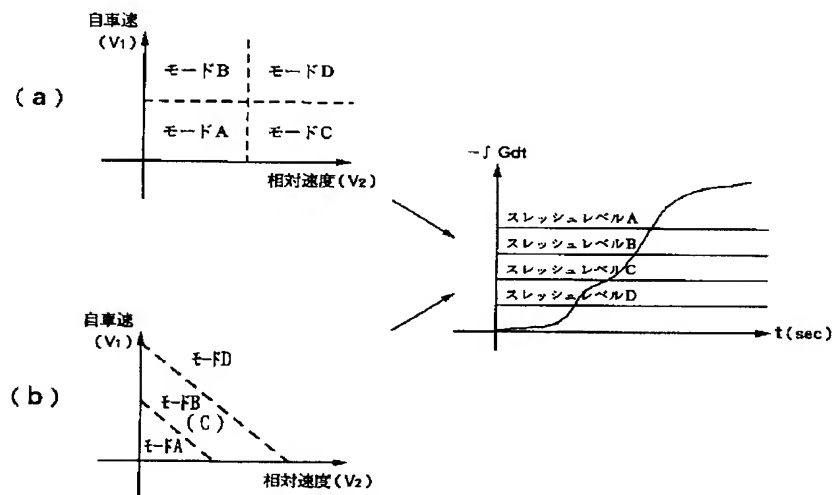 自車速
(V1)
(a)
モードB
モードD
モードA
モードC
相対速度(V2)
-∫ Gdt
スレッシュレベルA
スレッシュレベルB
スレッシュレベルC
スレッシュレベルD
t(sec)
自車速
(V1)
(b)
モードD
モードB
(C)
モードA
相対速度(V2)